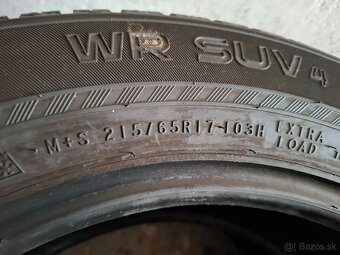 WR SUV 4
M+S 215/65R17 103H EXTRA
LOAD
Bazos.sk